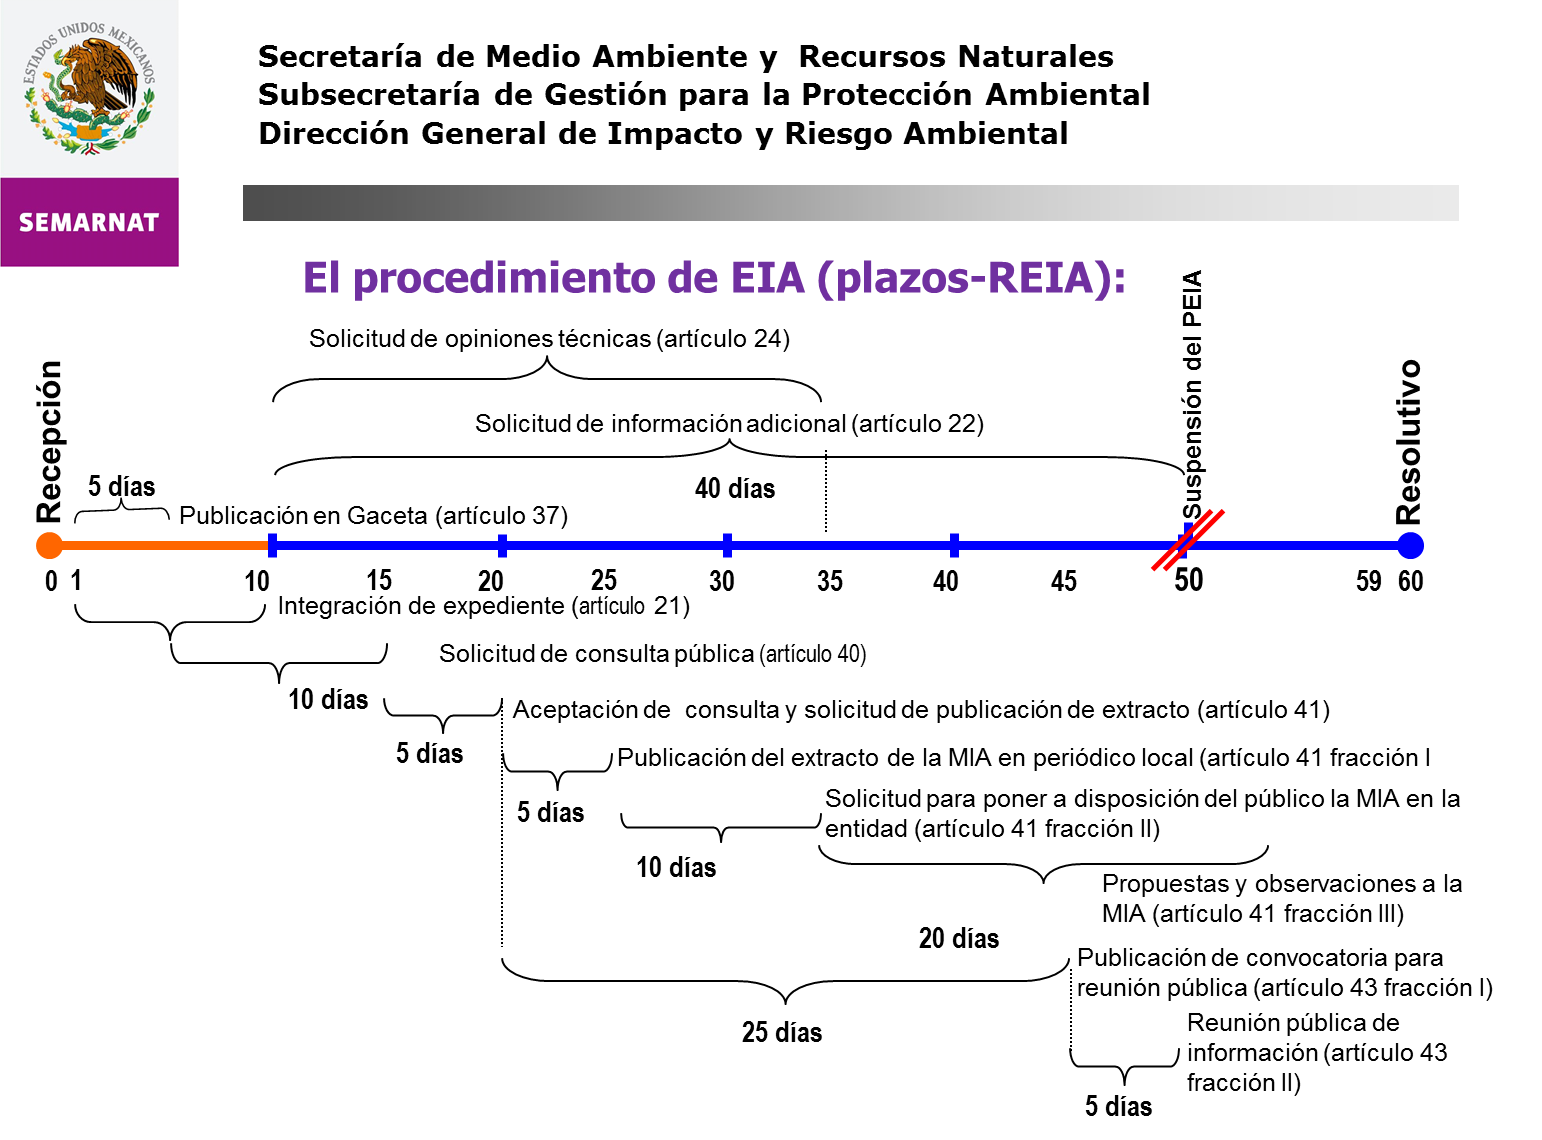 ESTADOS UNIDOS MEXICANOS
SEMARNAT
Secretaría de Medio Ambiente y Recursos Naturales
Subsecretaría de Gestión para la Protección Ambiental
Dirección General de Impacto y Riesgo Ambiental
El procedimiento de EIA (plazos-REIA):
Suspensión del PEIA
Solicitud de opiniones técnicas (artículo 24)
Recepción
Resolutivo
Solicitud de información adicional (artículo 22)
5 días
40 días
Publicación en Gaceta (artículo 37)
0 1 10 15 20 25 30 35 40 45 50 59 60
Integración de expediente (artículo 21)
Solicitud de consulta pública (artículo 40)
10 días
Aceptación de consulta y solicitud de publicación de extracto (artículo 41)
5 días
Publicación del extracto de la MIA en periódico local (artículo 41 fracción I
5 días
Solicitud para poner a disposición del público la MIA en la
entidad (artículo 41 fracción II)
10 días
Propuestas y observaciones a la
MIA (artículo 41 fracción III)
20 días
Publicación de convocatoria para
reunión pública (artículo 43 fracción I)
25 días
Reunión pública de
información (artículo 43
fracción II)
5 días